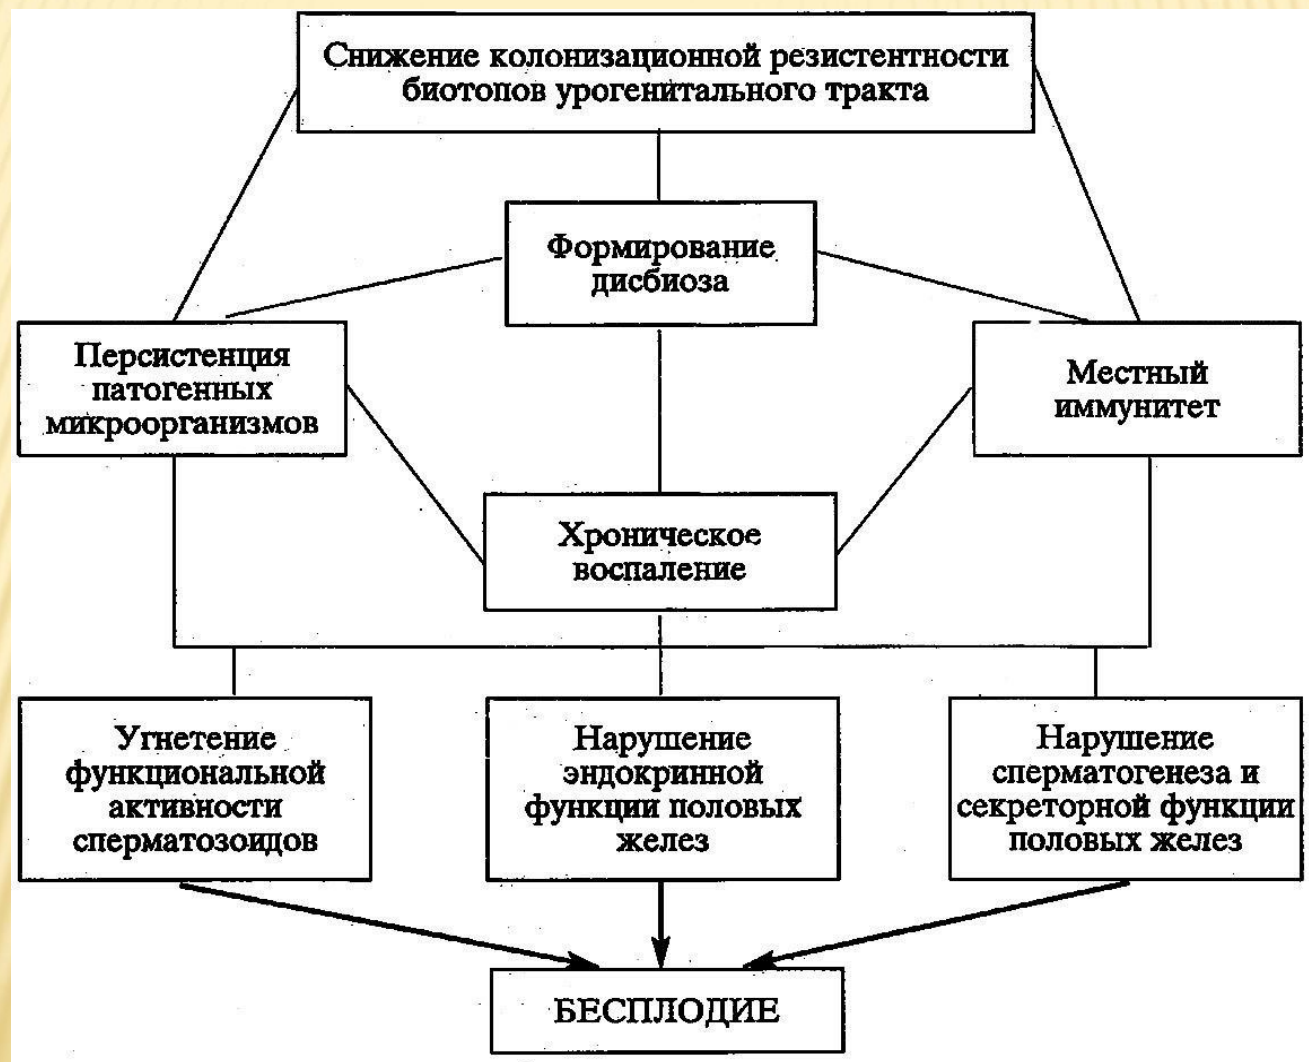 Снижение колонизационной резистентности
биотопов урогенитального тракта
Формирование
дисбиоза
Персистенция
патогенных
микроорганизмов
Местный
иммунитет
Хроническое
воспаление
Угнетение
функциональной
активности
сперматозоидов
Нарушение
эндокринной
функции половых
желез
Нарушение
сперматогенеза и
секреторной функции
половых желез
БЕСПЛОДИЕ